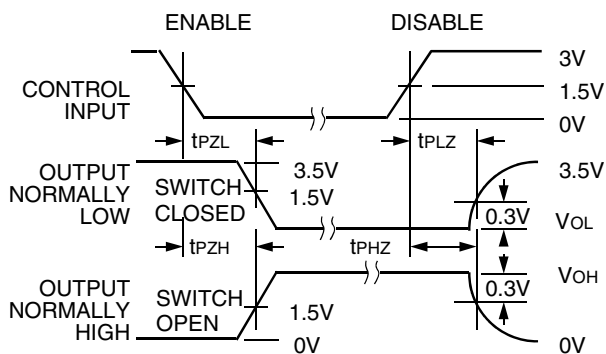 ENABLE DISABLE
3V
CONTROL
INPUT
1.5V
0V
tPZL tPLZ
OUTPUT
NORMALLY
LOW
SWITCH
CLOSED
3.5V
1.5V
3.5V
0.3V
VOL
tPZH tPHZ
VOH
0.3V
OUTPUT
NORMALLY
HIGH
SWITCH
OPEN
1.5V
0V
0V